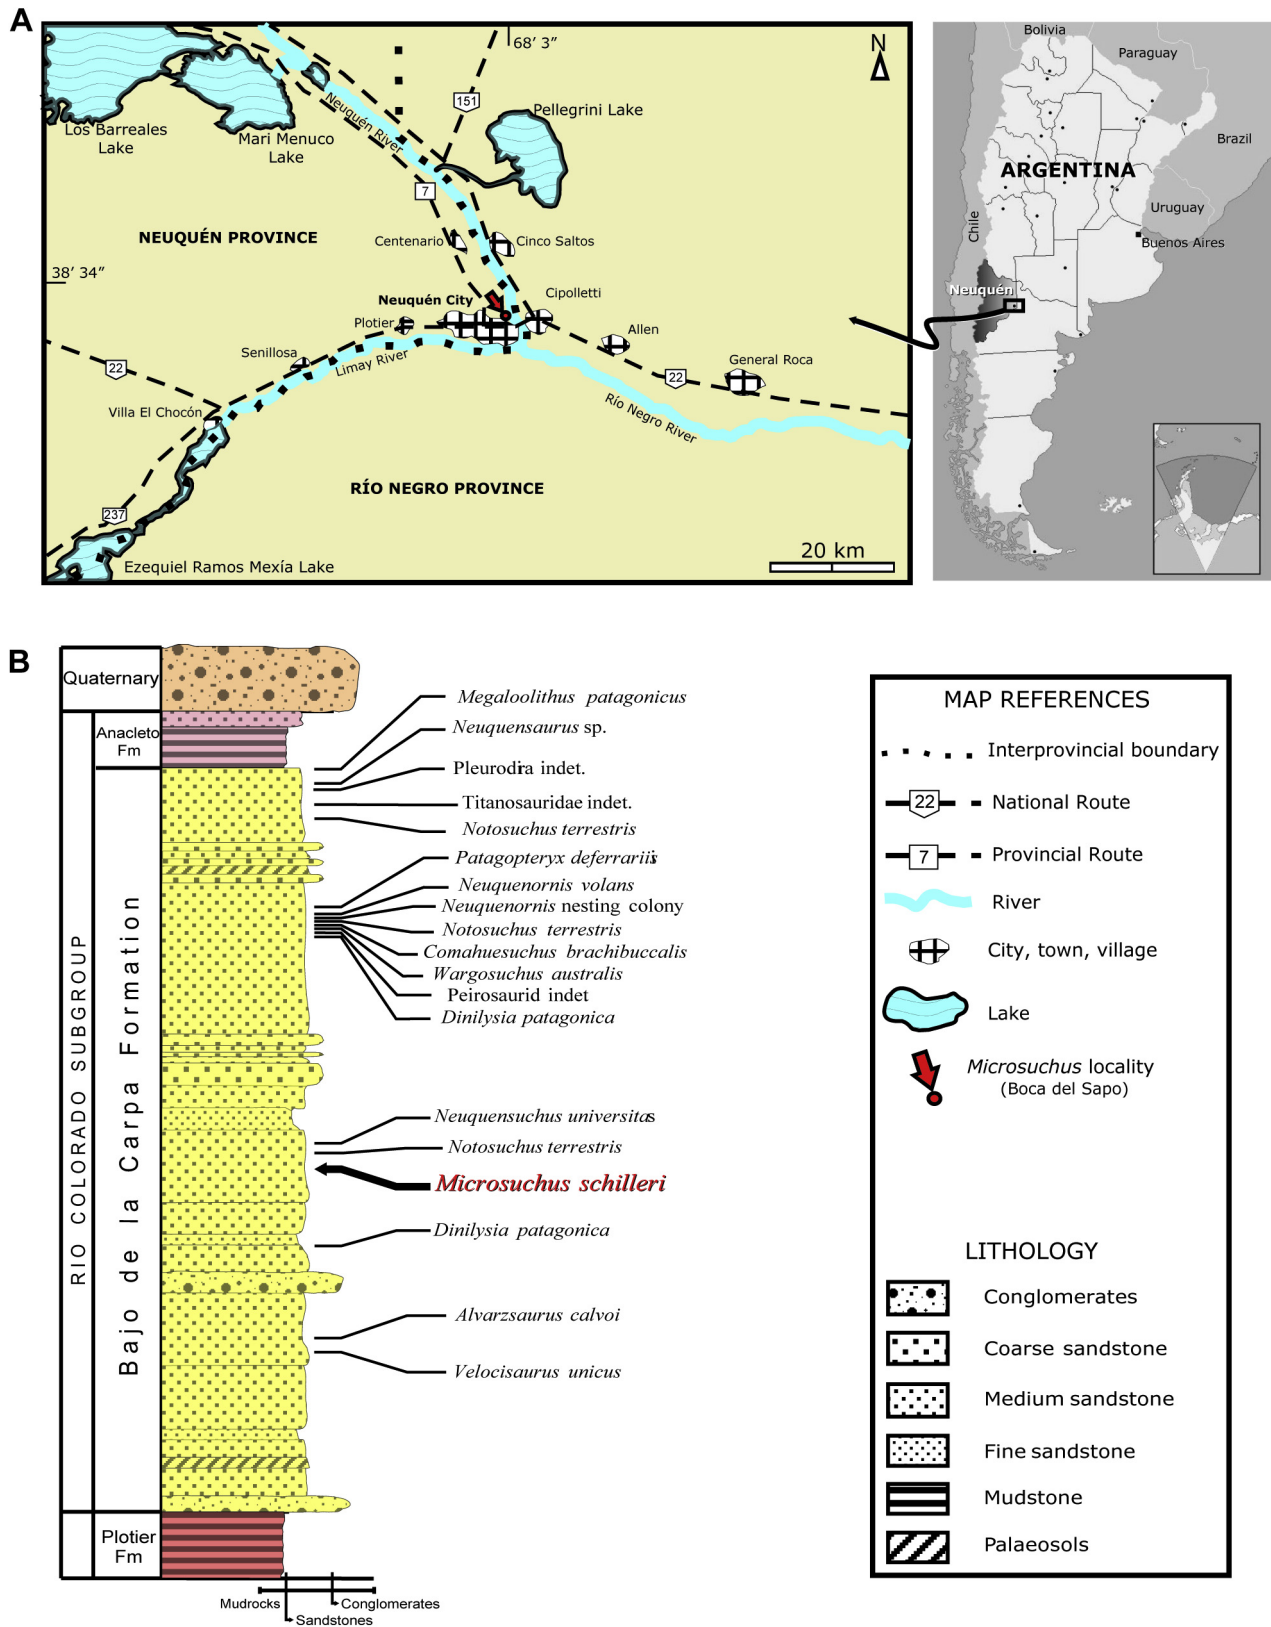 A
68’ 3”
N
151
Neuquén River
Pellegrini Lake
Los Barreales
Lake
Mari Menuco
Lake
7
NEUQUÉN PROVINCE
Centenario
Cinco Saltos
38’ 34”
Cipolletti
Neuquén City
Plotier
Allen
Senillosa
Limay River
General Roca
22
22
Villa El Chocón
Río Negro River
RÍO NEGRO PROVINCE
237
20 km
Ezequiel Ramos Mexía Lake
Bolivia
Paraguay
Brazil
ARGENTINA
Uruguay
Chile
Buenos Aires
Neuquén
B
Quaternary
Anacleto
Fm
RIO COLORADO SUBGROUP
Bajo de la Carpa Formation
Plotier
Fm
Megaloolithus patagonicus
Neuquensaurus sp.
Pleurodira indet.
Titanosauridae indet.
Notosuchus terrestris
Patagopteryx deferrariis
Neuquenornis volans
Neuquenornis nesting colony
Notosuchus terrestris
Comahuesuchus brachibuccalis
Wargosuchus australis
Peirosaurid indet
Dinilysia patagonica
Neuquensuchus universitas
Notosuchus terrestris
Microsuchus schilleri
Dinilysia patagonica
Alvarzsaurus calvoi
Velocisaurus unicus
Mudrocks
Conglomerates
Sandstones
MAP REFERENCES
Interprovincial boundary
22 National Route
7 Provincial Route
River
City, town, village
Lake
Microsuchus locality
(Boca del Sapo)
LITHOLOGY
Conglomerates
Coarse sandstone
Medium sandstone
Fine sandstone
Mudstone
Palaeosols